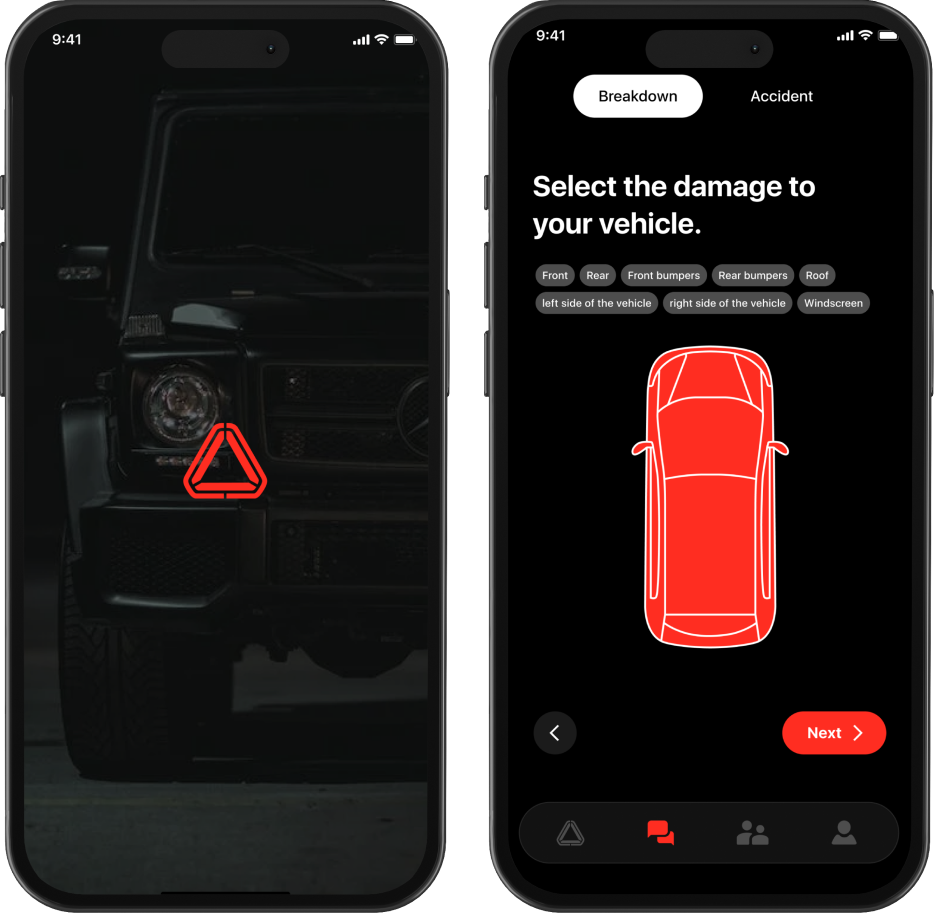 9:41
9:41
Breakdown Accident
Select the damage to
your vehicle.
Front Rear Front bumpers Rear bumpers Roof
left side of the vehicle right side of the vehicle Windscreen
Next